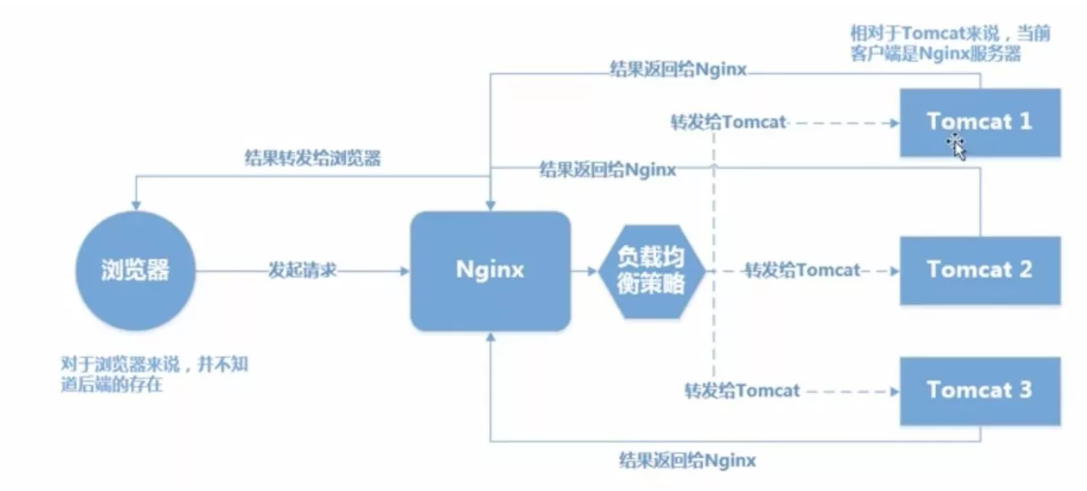 相对于Tomcat来说，当前
客户端是Nginx服务器
结果返回给Nginx
转发给Tomcat
Tomcat 1
结果转发给浏览器
结果返回给Nginx
浏览器
发起请求
Nginx
负载均
衡策略
转发给Tomcat
Tomcat 2
对于浏览器来说，并不知
道后端的存在
转发给Tomcat
Tomcat 3
结果返回给Nginx